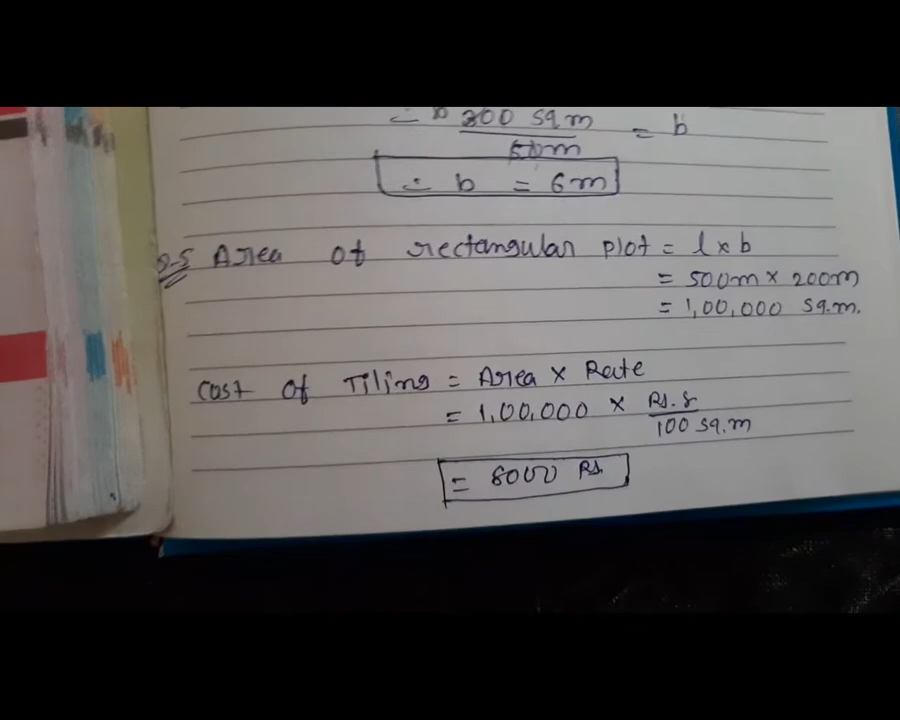 300 sq.m = b
50m
∴ b = 6m
Q.5 Area of rectangular plot = l × b
= 500m × 200m
= 1,00,000 sq.m.
Cost of Tiling = Area × Rate
= 1,00,000 × Rs. 8
100 sq.m
= 8000 Rs.